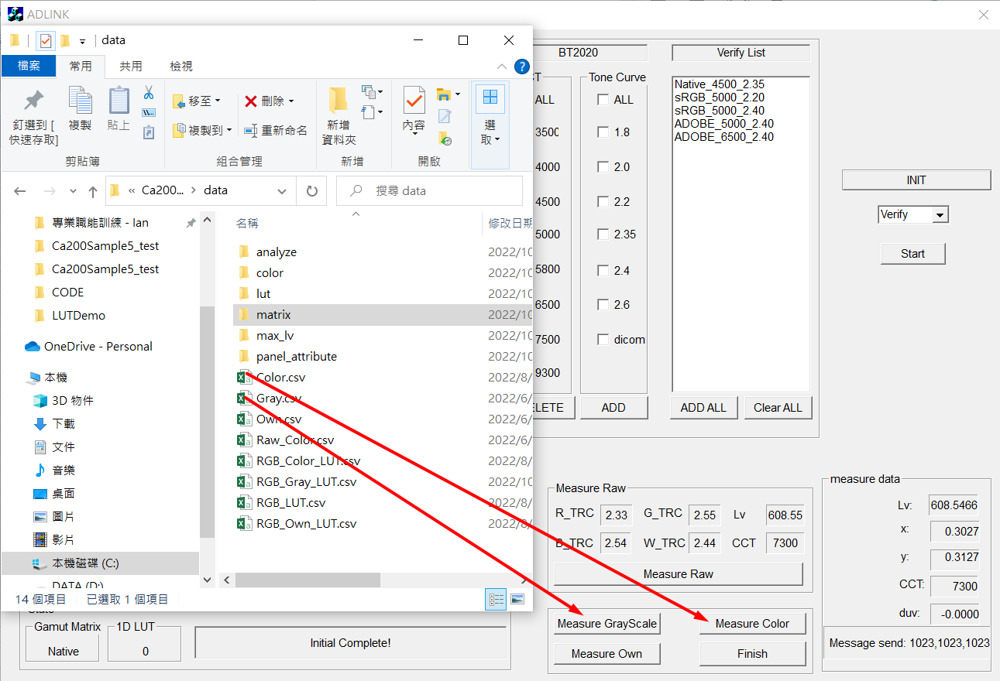 ADLINK
data
檔案
常用
共用
檢視
釘選到 [
快速存取]
複製
貼上
移至
複製到
刪除
重新命名
新增
資料夾
內容
選
取
剪貼簿
組合管理
新增
開啟
« Ca200... > data
搜尋 data
專業職能訓練 - Ian
Ca200Sample5_test
Ca200Sample5_test
CODE
LUTDemo
OneDrive - Personal
本機
3D 物件
下載
文件
音樂
桌面
圖片
影片
本機磁碟 (C:)
DATA (D:)
名稱
修改日期
analyze 2022/10
color 2022/10
lut 2022/10
matrix 2022/10
max_lv 2022/10
panel_attribute 2022/10
Color.csv 2022/8/
Gray.csv 2022/6/
Own.csv 2022/6/
Raw_Color.csv 2022/6/
RGB_Color_LUT.csv 2022/8/
RGB_Gray_LUT.csv 2022/10
RGB_LUT.csv 2022/8/
RGB_Own_LUT.csv 2022/8/
14 個項目
已選取 1 個項目
BT2020
ALL
3500
4000
4500
5000
5800
6500
7500
9300
Tone Curve
ALL
1.8
2.0
2.2
2.35
2.4
2.6
dicom
LETE
ADD
Verify List
Native_4500_2.35
sRGB_5000_2.20
sRGB_5000_2.40
ADOBE_5000_2.40
ADOBE_6500_2.40
ADD ALL
Clear ALL
INIT
Verify
Start
Measure Raw
R_TRC 2.33 G_TRC 2.55 Lv 608.55
B_TRC 2.54 W_TRC 2.44 CCT 7300
Measure Raw
Measure GrayScale
Measure Color
Measure Own
Finish
measure data
Lv: 608.5466
x: 0.3027
y: 0.3127
CCT: 7300
duv: -0.0000
Message send: 1023,1023,1023
State
Gamut Matrix
Native
1D LUT
0
Initial Complete!